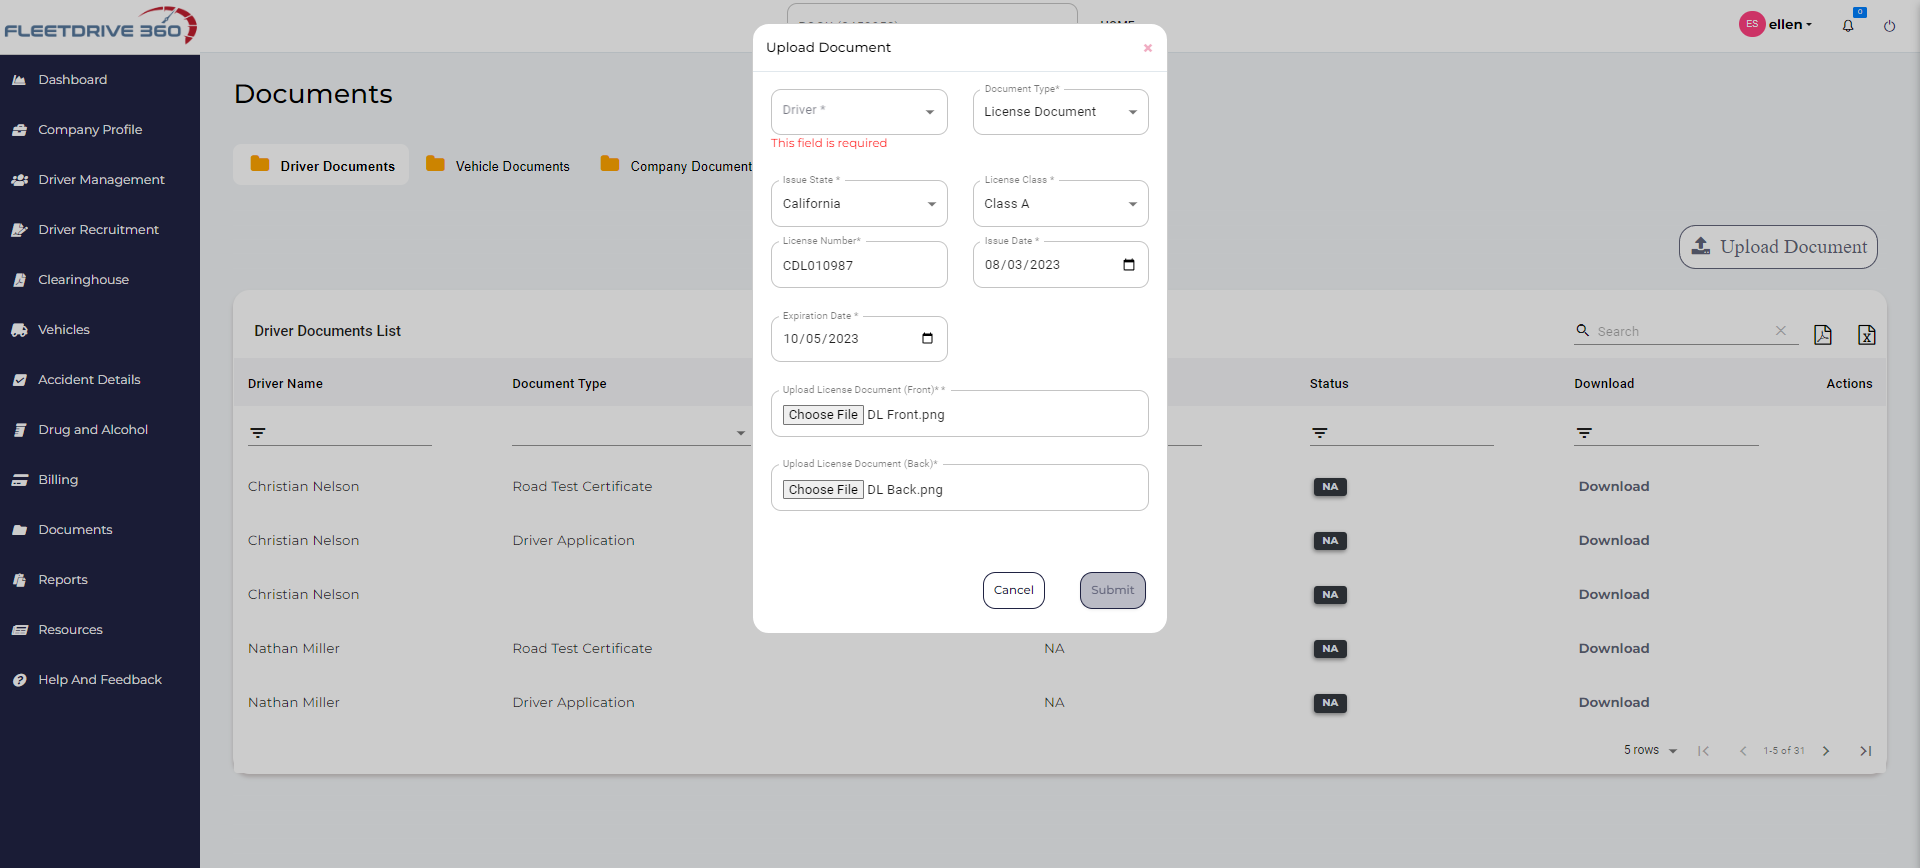 FLEETDRIVE 360
HOME
ES ellen
0
Dashboard
Company Profile
Driver Management
Driver Recruitment
Clearinghouse
Vehicles
Accident Details
Drug and Alcohol
Billing
Documents
Reports
Resources
Help And Feedback
Documents
Driver Documents
Vehicle Documents
Company Document
Upload Document
Driver Documents List
Search
Driver Name
Document Type
Status
Download
Actions
Christian Nelson
Road Test Certificate
NA
Download
Christian Nelson
Driver Application
NA
Download
Christian Nelson
NA
Download
Nathan Miller
Road Test Certificate
NA
NA
Download
Nathan Miller
Driver Application
NA
NA
Download
5 rows
1-5 of 31
Upload Document
Driver *
This field is required
Document Type*
License Document
Issue State *
California
License Class *
Class A
License Number*
CDL010987
Issue Date *
08/03/2023
Expiration Date *
10/05/2023
Upload License Document (Front)* *
Choose File DL Front.png
Upload License Document (Back)*
Choose File DL Back.png
Cancel
Submit